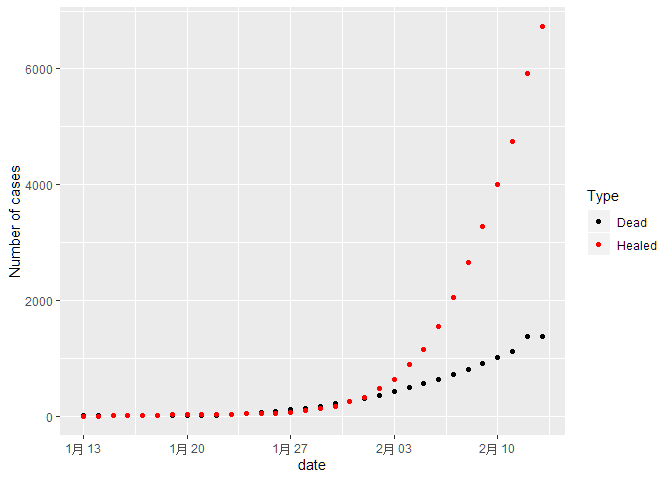 6000
4000
2000
0
Number of cases
1月 13
1月 20
1月 27
2月 03
2月 10
date
Type
Dead
Healed